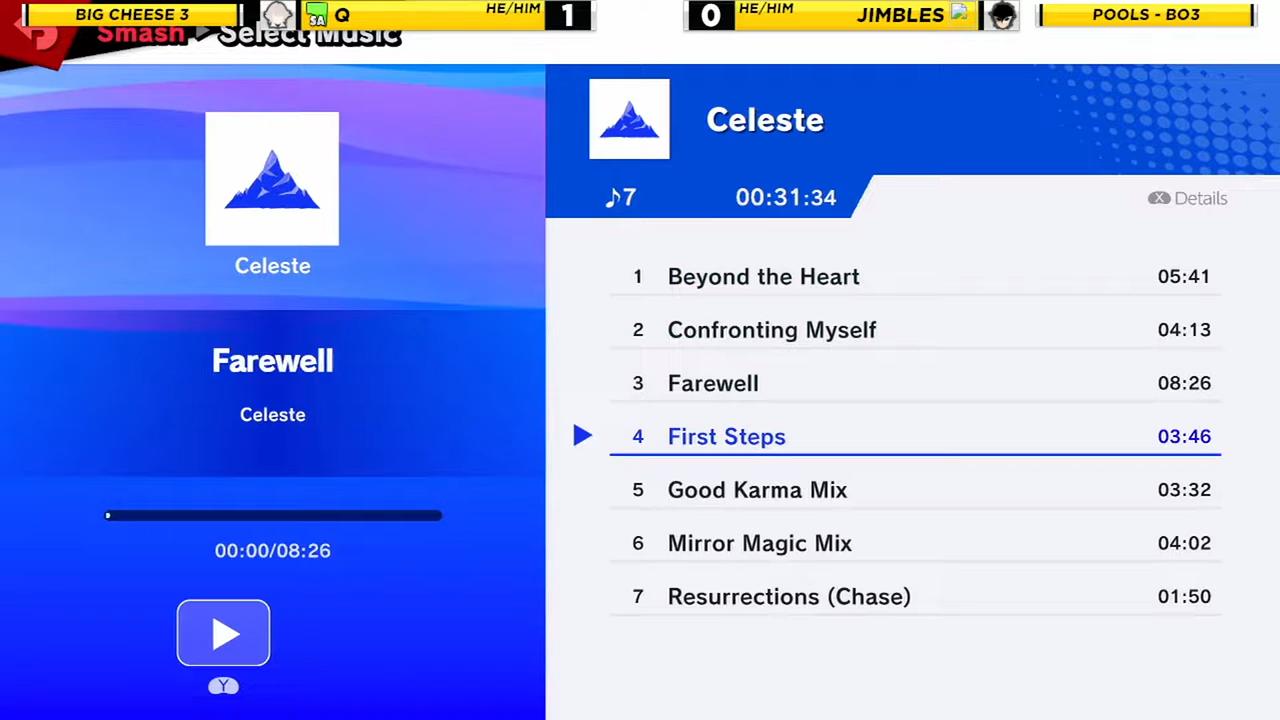 BIG CHEESE 3
SA Q HE/HIM 1
0 HE/HIM JIMBLES
POOLS - BO3
Smash Select Music
Celeste
Farewell
Celeste
00:00/08:26
Y
Celeste
♪7 00:31:34
X Details
1 Beyond the Heart 05:41
2 Confronting Myself 04:13
3 Farewell 08:26
4 First Steps 03:46
5 Good Karma Mix 03:32
6 Mirror Magic Mix 04:02
7 Resurrections (Chase) 01:50